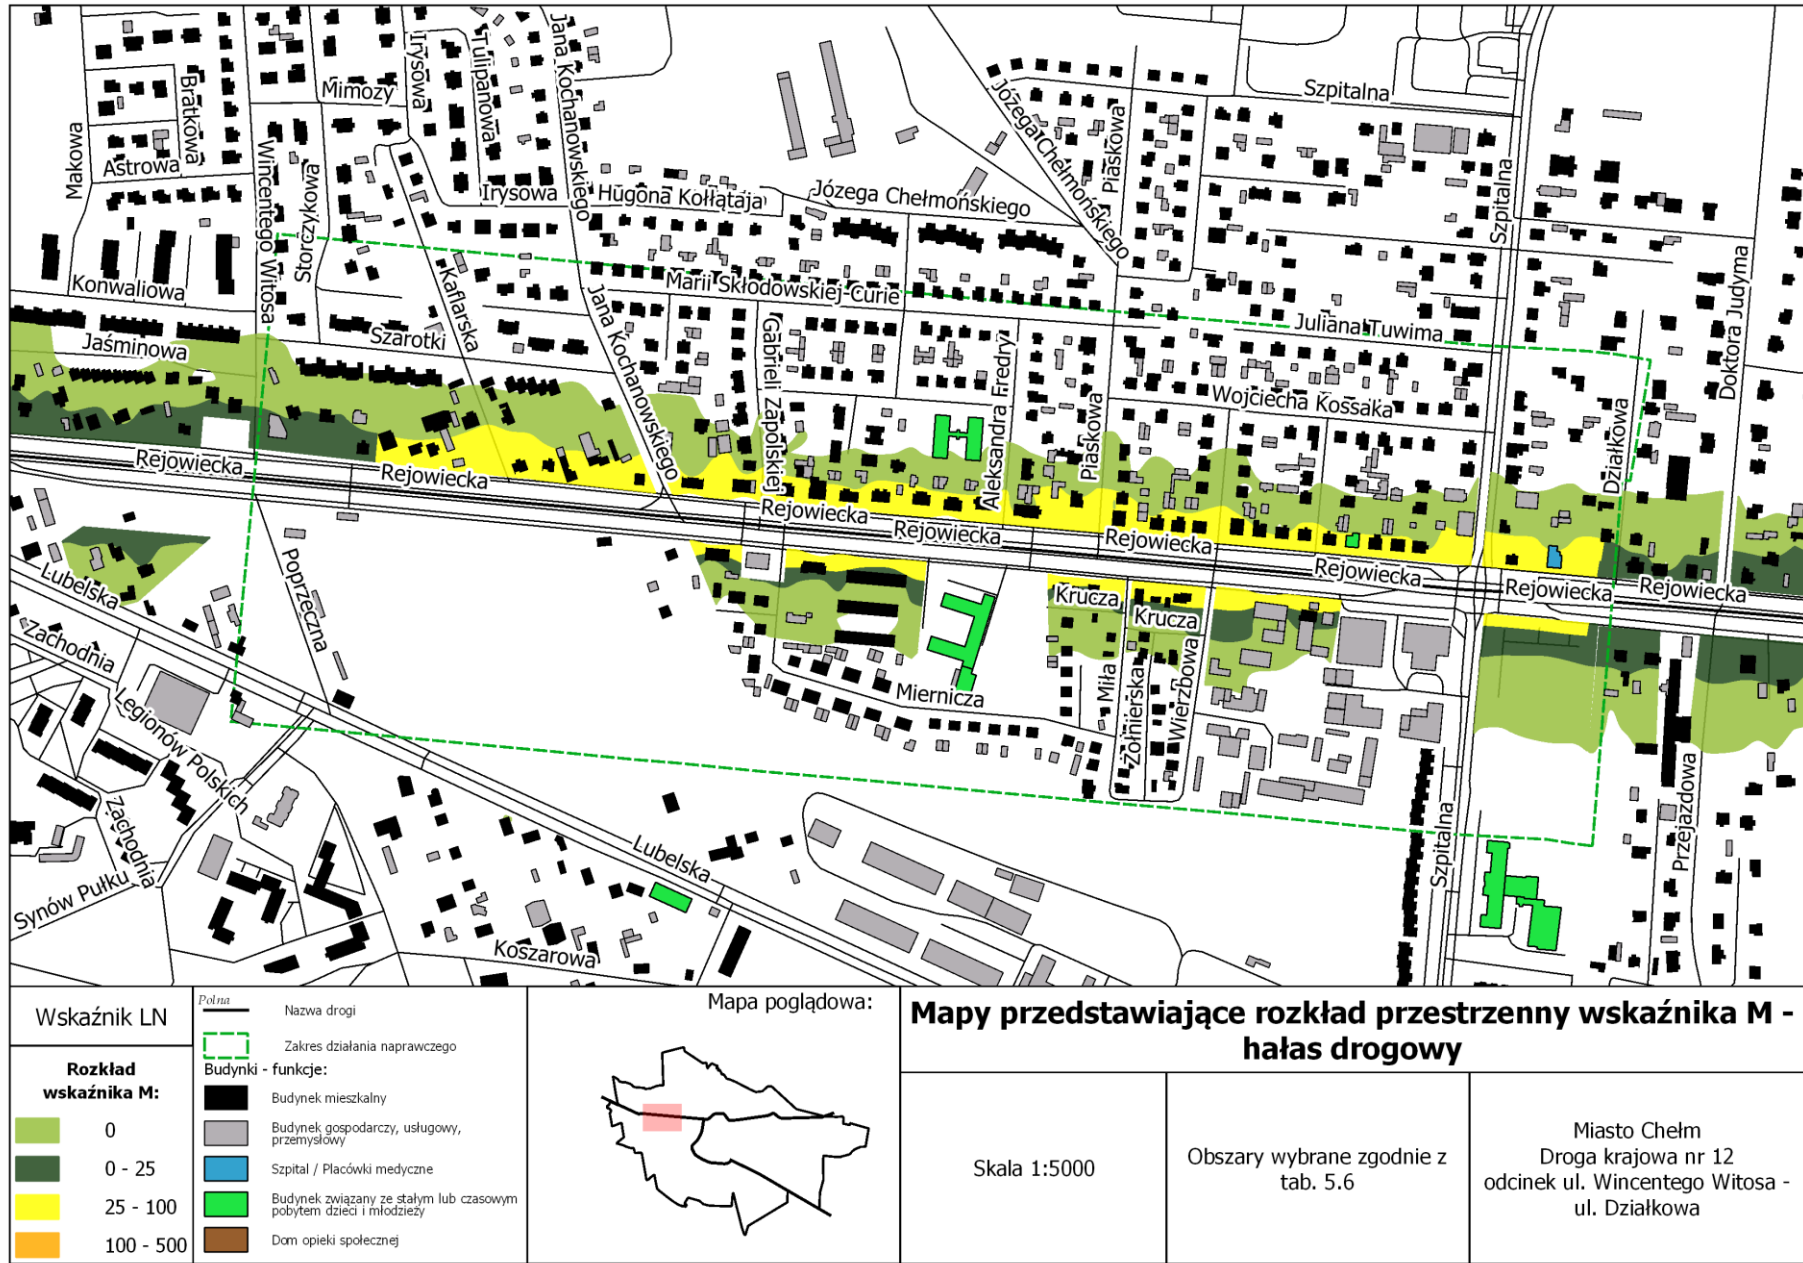 Makowa
Bratkowa
Astrowa
Wincentego Witosa
Storczykowa
Mimozy
Irysowa
Tulipanowa
Jana Kochanowskiego
Irysowa
Hugona Kołłątaja
Józega Chełmońskiego
Józega Chełmońskiego
Piaskowa
Szpitalna
Szpitalna
Konwaliowa
Kaflarska
Marii Skłodowskiej-Curie
Juliana Tuwima
Doktora Judyma
Jaśminowa
Szarotki
Jana Kochanowskiego
Gabrieli Zapolskiej
Aleksandra Fredry
Piaskowa
Wojciecha Kossaka
Działkowa
Rejowiecka
Rejowiecka
Rejowiecka
Rejowiecka
Rejowiecka
Rejowiecka
Rejowiecka
Rejowiecka
Lubelska
Poprzeczna
Krucza
Krucza
Zachodnia
Legionów Polskich
Miernicza
Miła
Żołnierska
Wierzbowa
Zachodnia
Synów Pułku
Lubelska
Koszarowa
Szpitalna
Przejazdowa
Wskaźnik LN
Rozkład
wskaźnika M:
0
0 - 25
25 - 100
100 - 500
Polna
Nazwa drogi
Zakres działania naprawczego
Budynki - funkcje:
Budynek mieszkalny
Budynek gospodarczy, usługowy,
przemysłowy
Szpital / Placówki medyczne
Budynek związany ze stałym lub czasowym
pobytem dzieci i młodzieży
Dom opieki społecznej
Mapa poglądowa:
Mapy przedstawiające rozkład przestrzenny wskaźnika M -
hałas drogowy
Skala 1:5000
Obszary wybrane zgodnie z
tab. 5.6
Miasto Chełm
Droga krajowa nr 12
odcinek ul. Wincentego Witosa -
ul. Działkowa